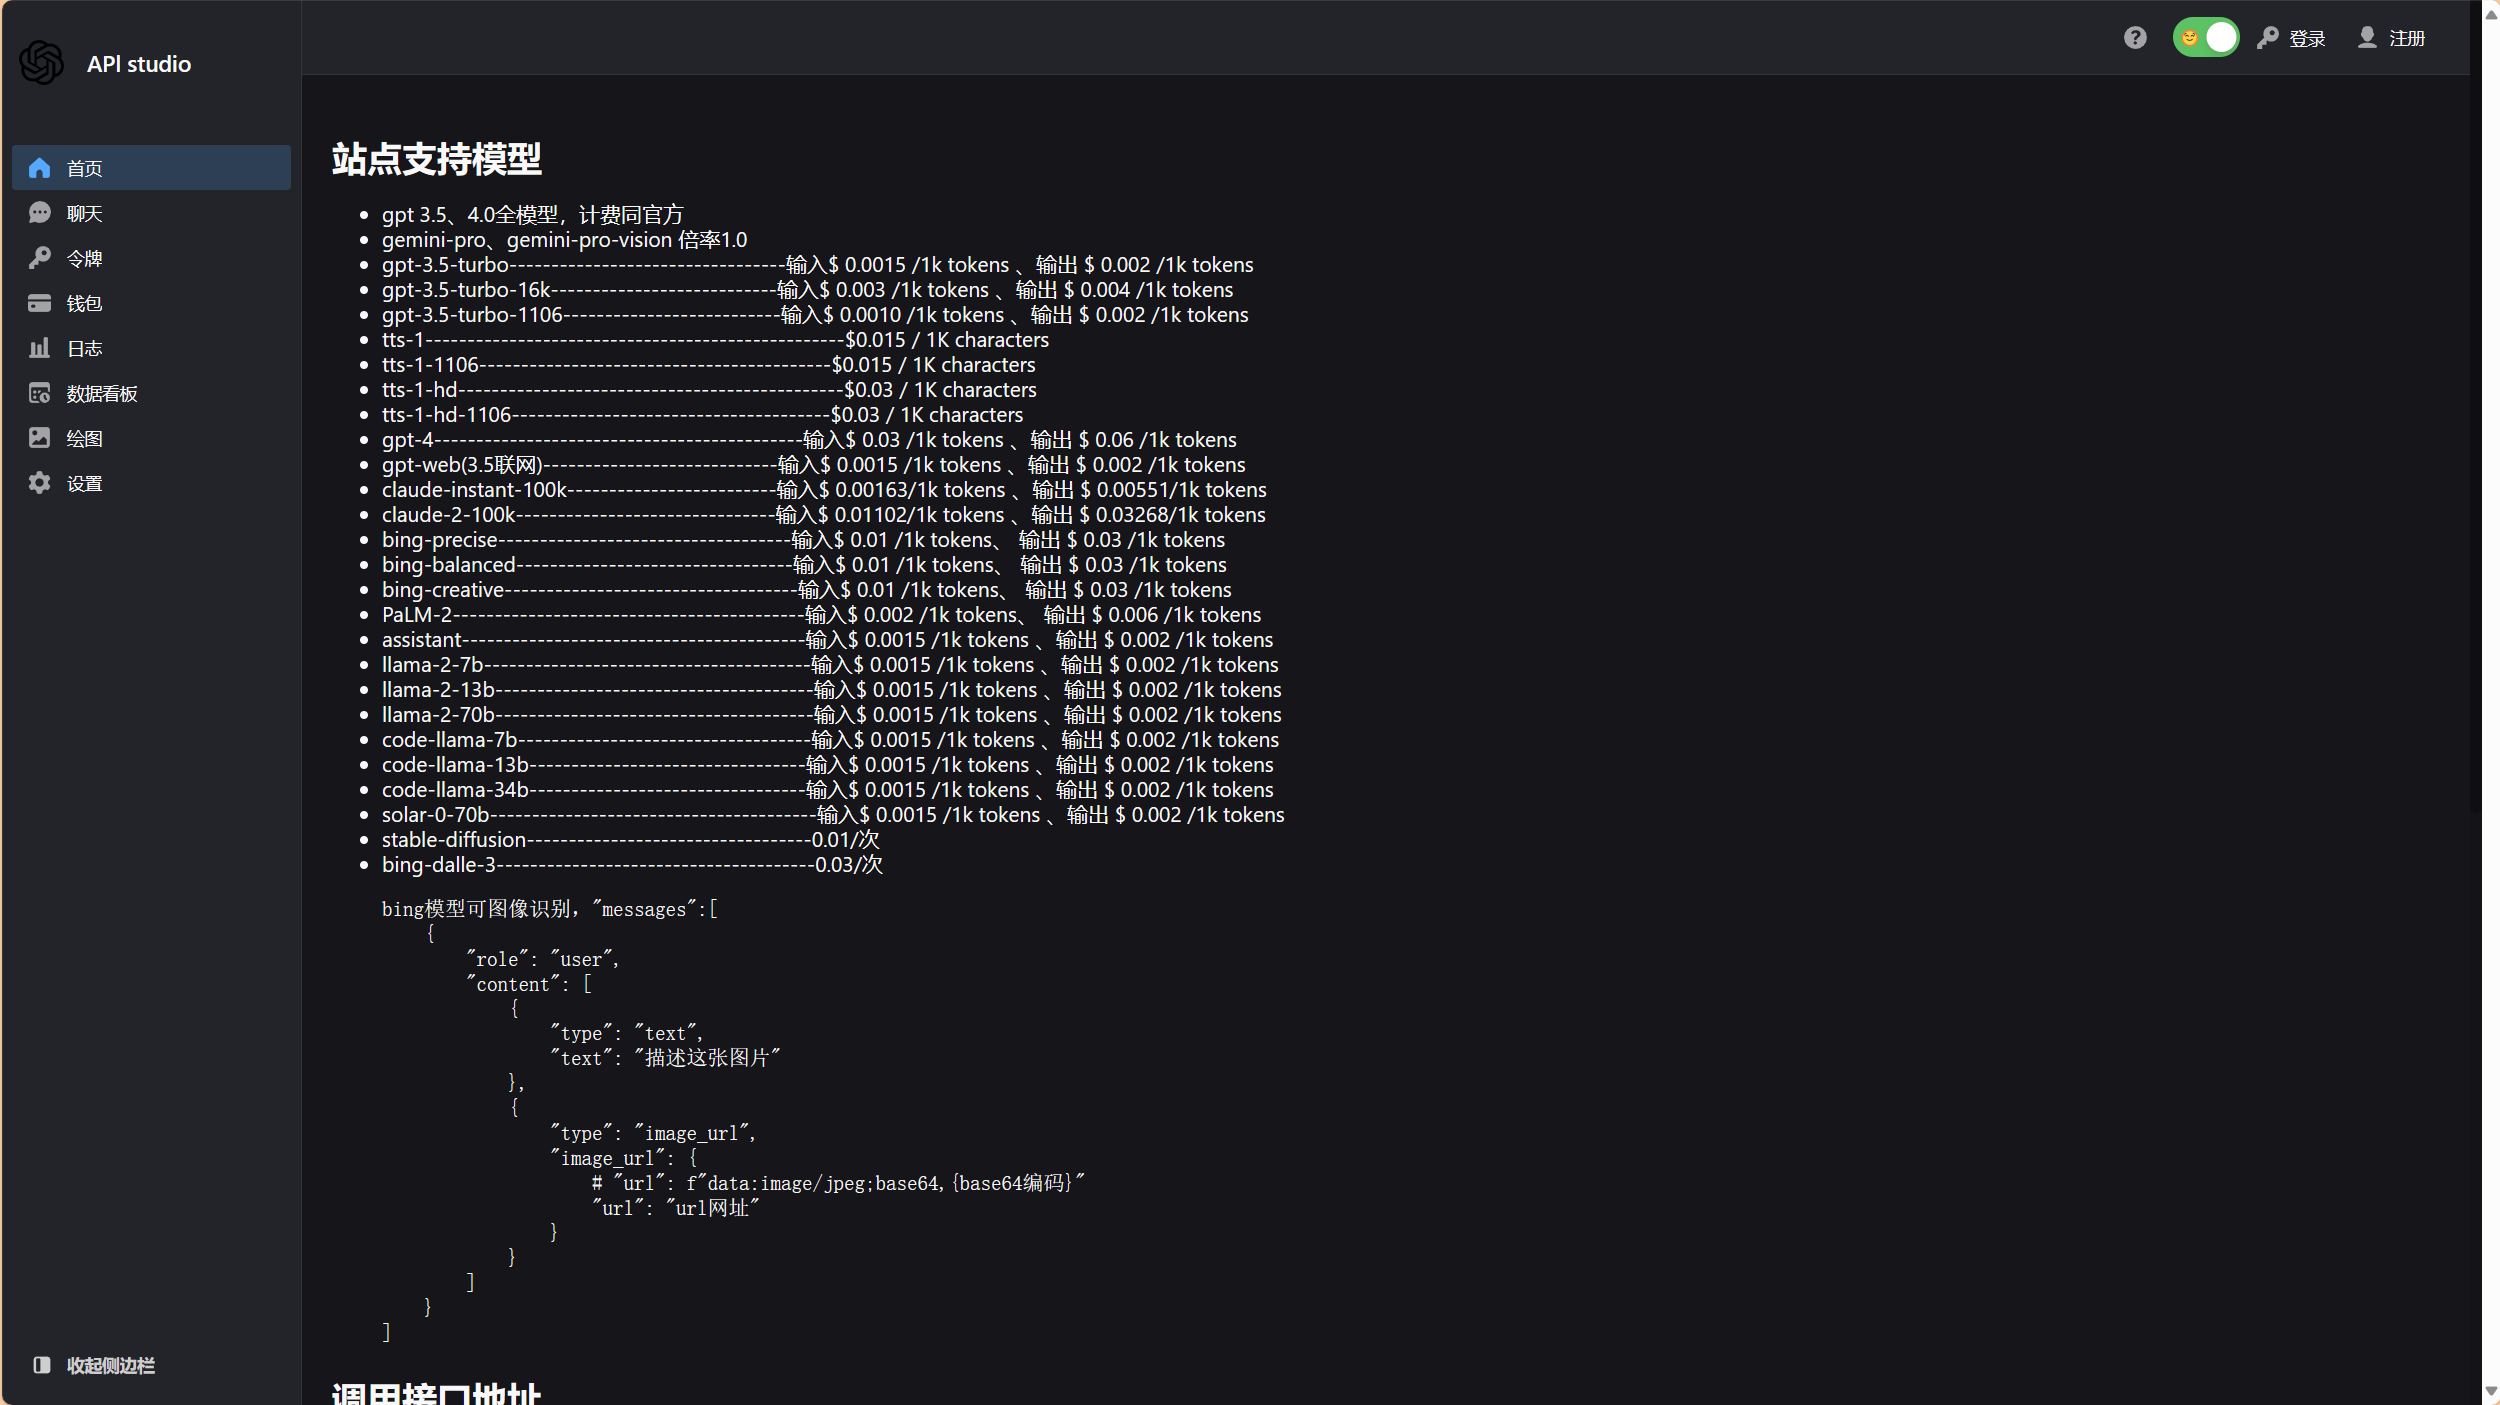 API studio
登录
注册
首页
聊天
令牌
钱包
日志
数据看板
绘图
设置
收起侧边栏
站点支持模型
gpt 3.5、4.0全模型，计费同官方
gemini-pro、gemini-pro-vision 倍率1.0
gpt-3.5-turbo---------------------------------输入$ 0.0015 /1k tokens 、输出 $ 0.002 /1k tokens
gpt-3.5-turbo-16k---------------------------输入$ 0.003 /1k tokens 、输出 $ 0.004 /1k tokens
gpt-3.5-turbo-1106--------------------------输入$ 0.0010 /1k tokens 、输出 $ 0.002 /1k tokens
tts-1--------------------------------------------------$0.015 / 1K characters
tts-1-1106------------------------------------------$0.015 / 1K characters
tts-1-hd----------------------------------------------$0.03 / 1K characters
tts-1-hd-1106--------------------------------------$0.03 / 1K characters
gpt-4--------------------------------------------输入$ 0.03 /1k tokens 、输出 $ 0.06 /1k tokens
gpt-web(3.5联网)----------------------------输入$ 0.0015 /1k tokens 、输出 $ 0.002 /1k tokens
claude-instant-100k-------------------------输入$ 0.00163/1k tokens 、输出 $ 0.00551/1k tokens
claude-2-100k-------------------------------输入$ 0.01102/1k tokens 、输出 $ 0.03268/1k tokens
bing-precise-----------------------------------输入$ 0.01 /1k tokens、 输出 $ 0.03 /1k tokens
bing-balanced---------------------------------输入$ 0.01 /1k tokens、 输出 $ 0.03 /1k tokens
bing-creative-----------------------------------输入$ 0.01 /1k tokens、 输出 $ 0.03 /1k tokens
PaLM-2------------------------------------------输入$ 0.002 /1k tokens、 输出 $ 0.006 /1k tokens
assistant-----------------------------------------输入$ 0.0015 /1k tokens 、输出 $ 0.002 /1k tokens
llama-2-7b---------------------------------------输入$ 0.0015 /1k tokens 、输出 $ 0.002 /1k tokens
llama-2-13b--------------------------------------输入$ 0.0015 /1k tokens 、输出 $ 0.002 /1k tokens
llama-2-70b--------------------------------------输入$ 0.0015 /1k tokens 、输出 $ 0.002 /1k tokens
code-llama-7b-----------------------------------输入$ 0.0015 /1k tokens 、输出 $ 0.002 /1k tokens
code-llama-13b---------------------------------输入$ 0.0015 /1k tokens 、输出 $ 0.002 /1k tokens
code-llama-34b---------------------------------输入$ 0.0015 /1k tokens 、输出 $ 0.002 /1k tokens
solar-0-70b---------------------------------------输入$ 0.0015 /1k tokens 、输出 $ 0.002 /1k tokens
stable-diffusion----------------------------------0.01/次
bing-dalle-3--------------------------------------0.03/次
bing模型可图像识别，"messages":[
{
"role": "user",
"content": [
{
"type": "text",
"text": "描述这张图片"
},
{
"type": "image_url",
"image_url": {
# "url": f"data:image/jpeg;base64,{base64编码}"
"url": "url网址"
}
}
]
}
]
调用接口地址